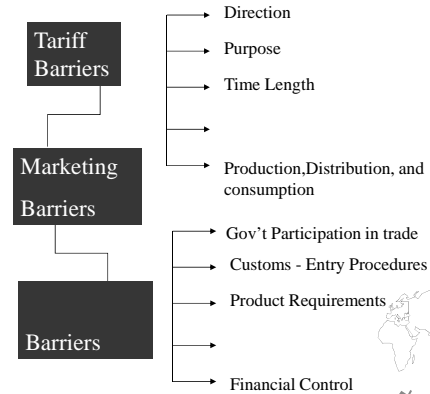 Direction
Tariff
Barriers
Purpose
Time Length
Marketing
Barriers
Production,Distribution, and
consumption
Gov't Participation in trade
Customs - Entry Procedures
Product Requirements
Barriers
Financial Control